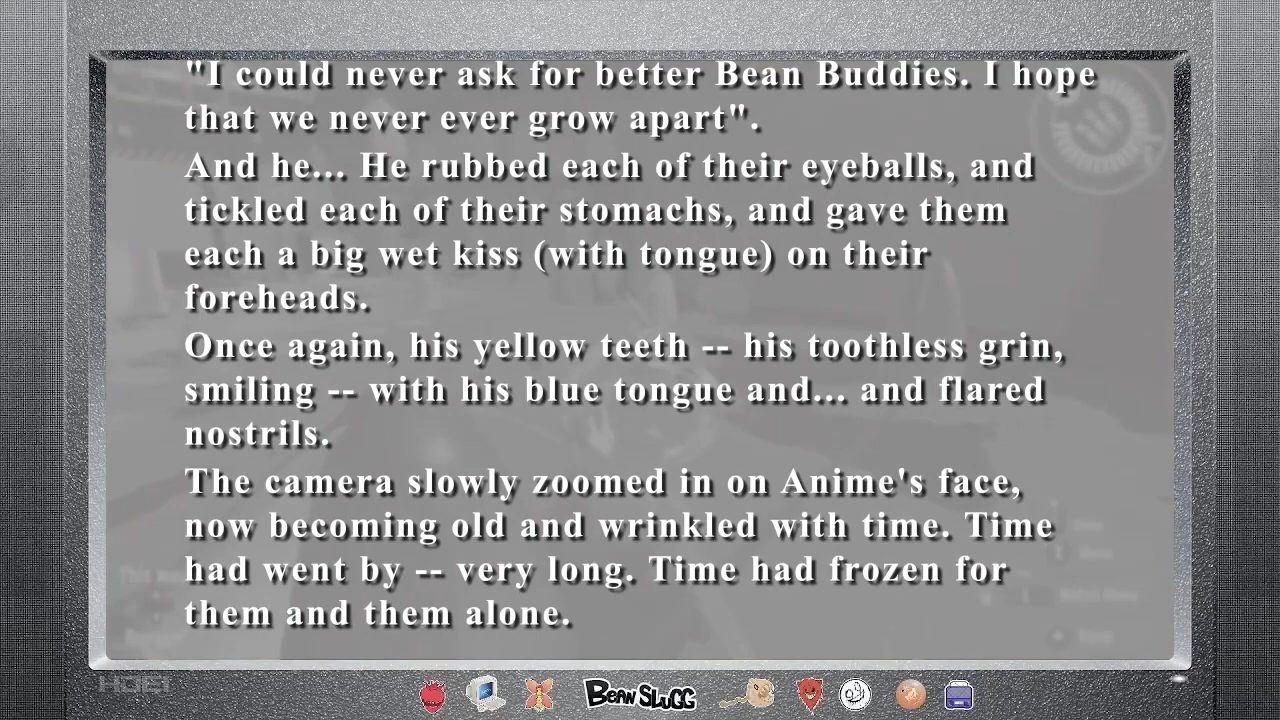 "I could never ask for better Bean Buddies. I hope
that we never ever grow apart".
And he... He rubbed each of their eyeballs, and
tickled each of their stomachs, and gave them
each a big wet kiss (with tongue) on their
foreheads.
Once again, his yellow teeth -- his toothless grin,
smiling -- with his blue tongue and... and flared
nostrils.
The camera slowly zoomed in on Anime's face,
now becoming old and wrinkled with time. Time
had went by -- very long. Time had frozen for
them and them alone.
BEAN SLUGG